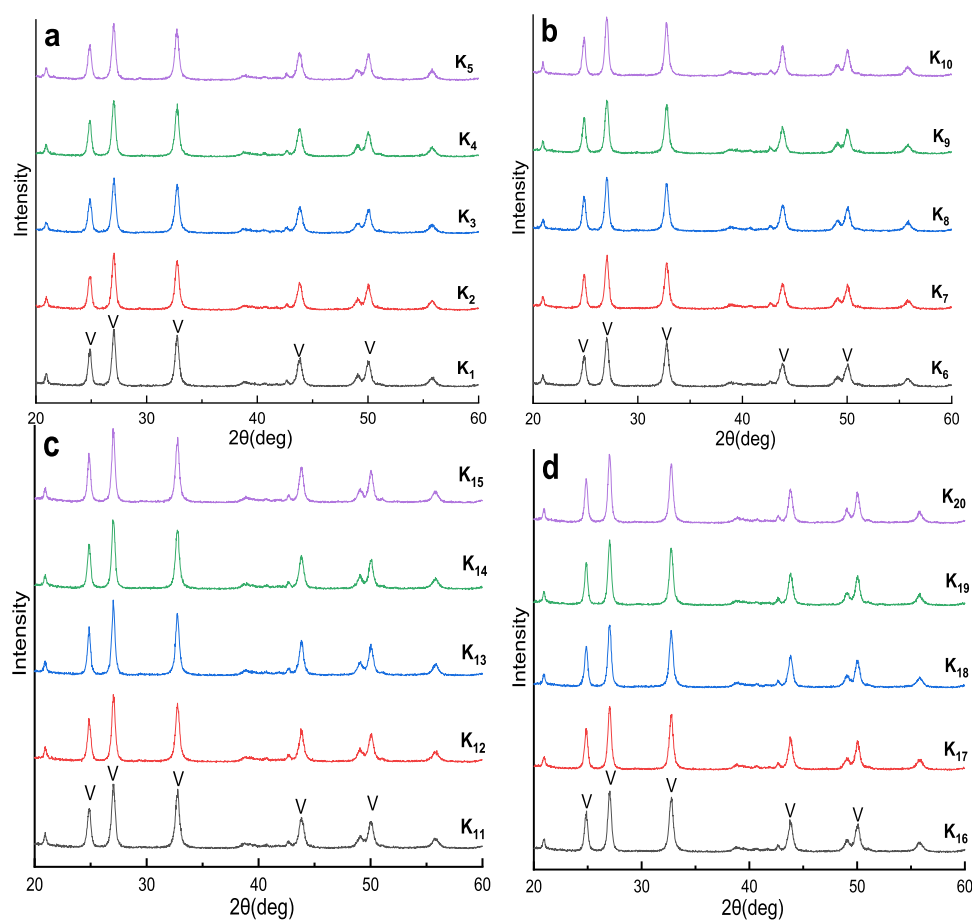 a
K5
K4
K3
K2
V V V V V
K1
Intensity
20 30 40 50 60
2θ(deg)
b
K10
K9
K8
K7
V V V V V
K6
Intensity
20 30 40 50 60
2θ(deg)
c
K15
K14
K13
K12
V V V V V
K11
Intensity
20 30 40 50 60
2θ(deg)
d
K20
K19
K18
K17
V V V V V
K16
Intensity
20 30 40 50 60
2θ(deg)